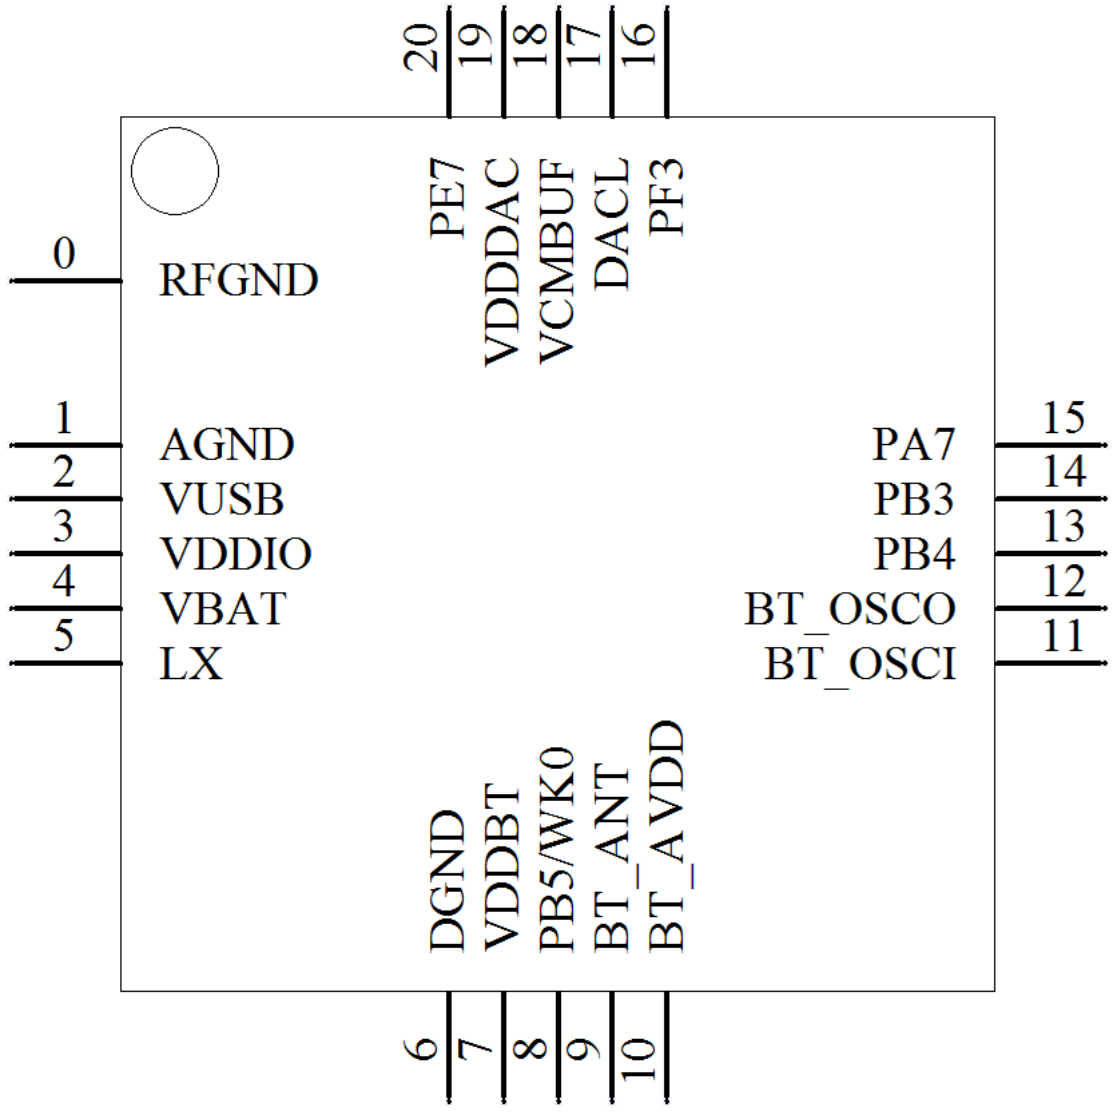 20 19 18 17 16
PE7 VDDDAC VCMBUF DACL PF3
0 RFGND
1 AGND
2 VUSB
3 VDDIO
4 VBAT
5 LX
PA7 15
PB3 14
PB4 13
BT_OSCO 12
BT_OSCI 11
DGND VDDBT PB5/WK0 BT_ANT BT_AVDD
6 7 8 9 10